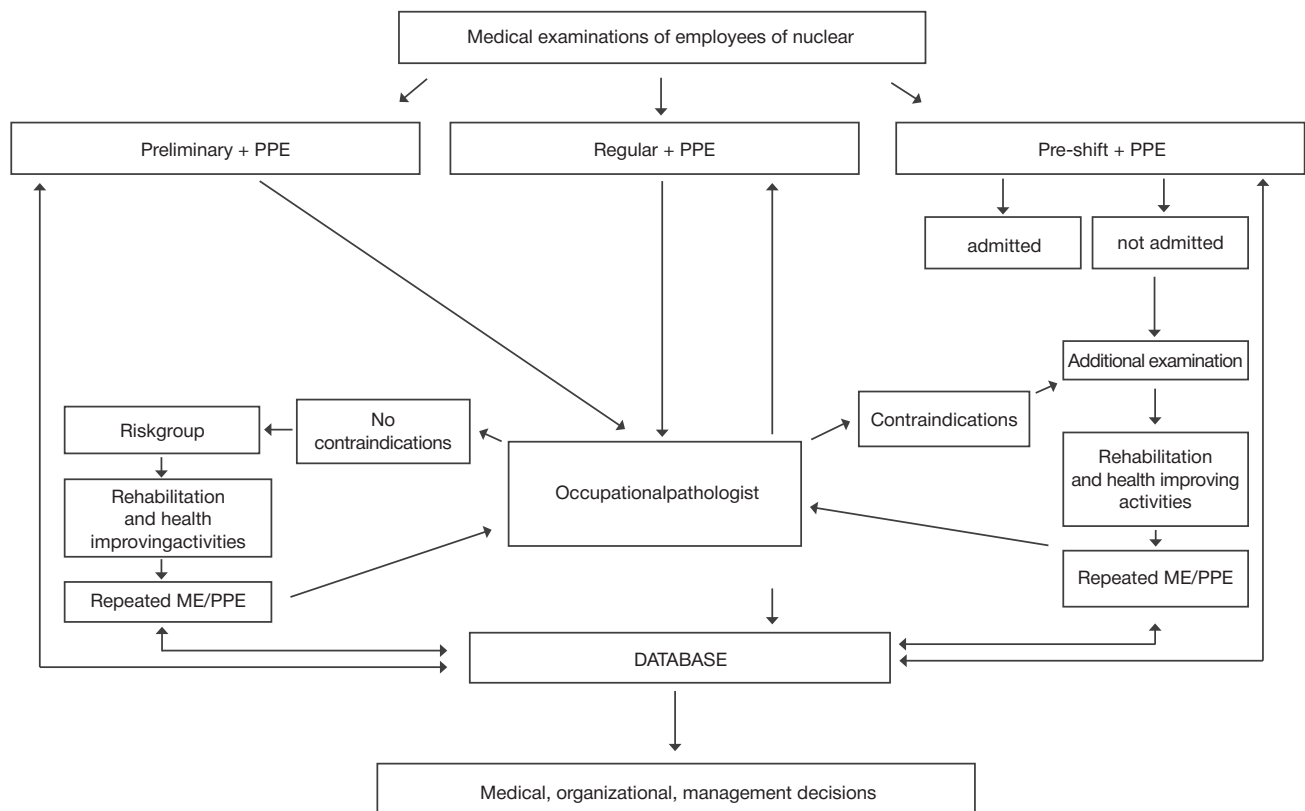 Medical examinations of employees of nuclear
Preliminary + PPE
Regular + PPE
Pre-shift + PPE
admitted
not admitted
Additional examination
Contraindications
No
contraindications
Riskgroup
Rehabilitation
and health
improvingactivities
Occupationalpathologist
Rehabilitation
and health improving
activities
Repeated ME/PPE
Repeated ME/PPE
DATABASE
Medical, organizational, management decisions